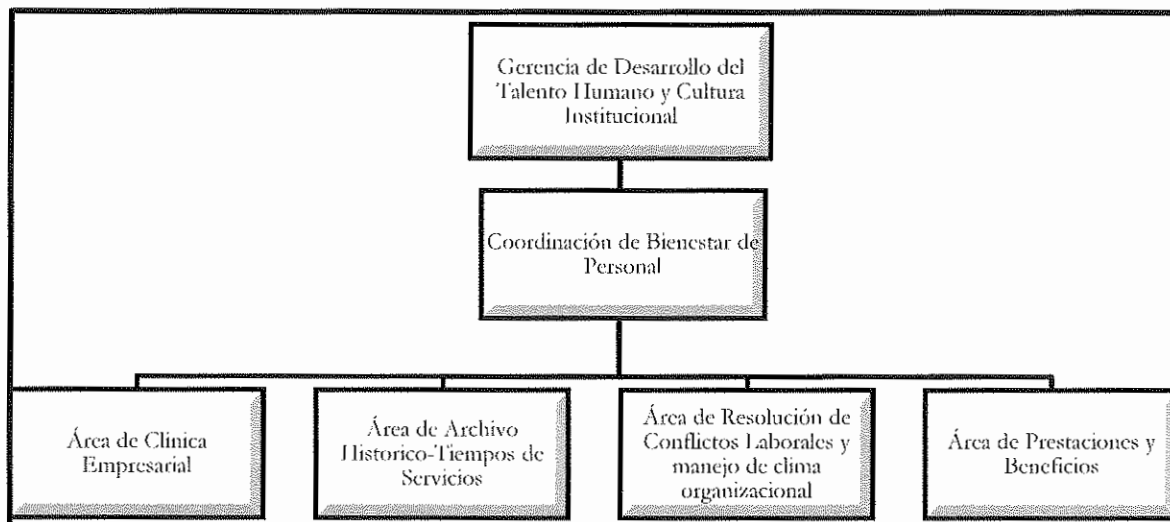 Gerencia de Desarrollo del
Talento Humano y Cultura
Institucional
Coordinación de Bienestar de
Personal
Área de Clinica
Empresarial
Área de Archivo
Historico-Tiempos de
Servicios
Área de Resolución de
Conflictos Laborales y
manejo de clima
organizacional
Área de Prestaciones y
Beneficios